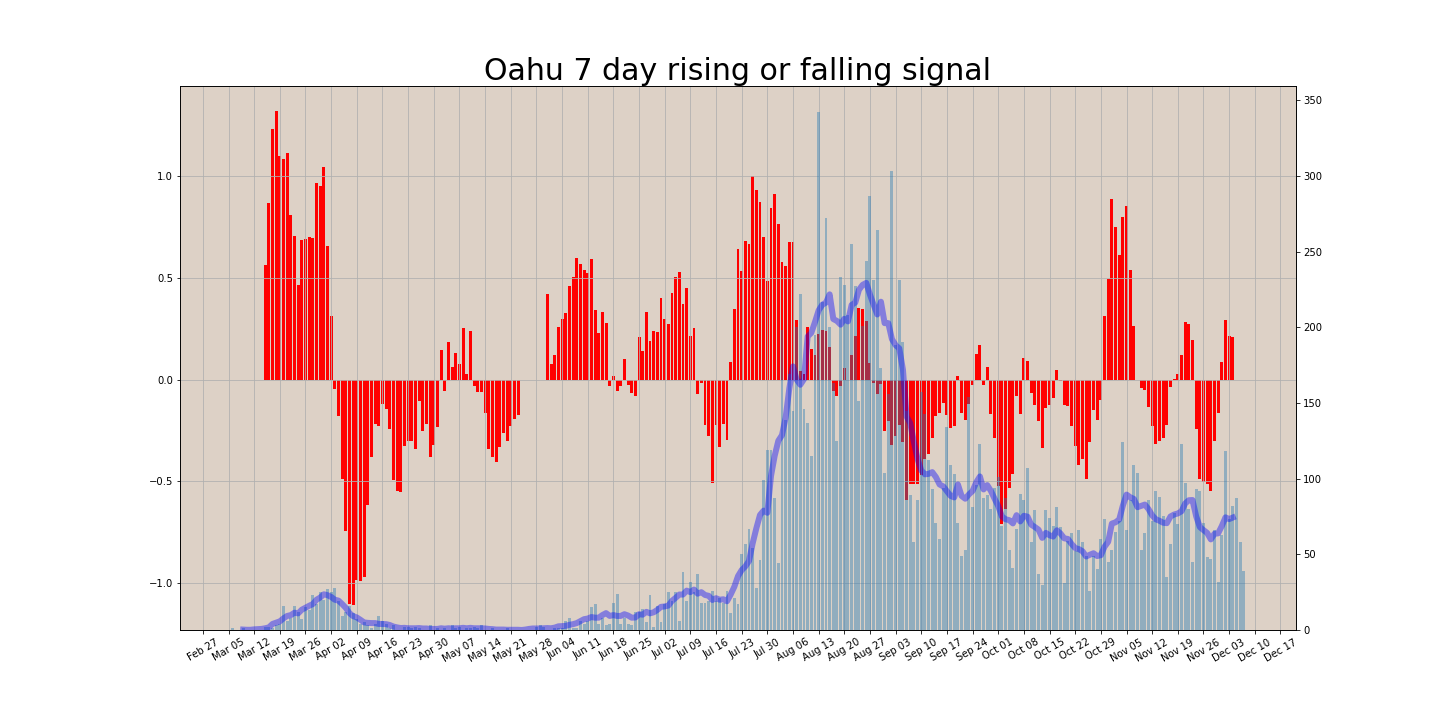 Oahu 7 day rising or falling signal
1.0
0.5
0.0
−0.5
−1.0
350
300
250
200
150
100
50
0
Feb 27
Mar 05
Mar 12
Mar 19
Mar 26
Apr 02
Apr 09
Apr 16
Apr 23
Apr 30
May 07
May 14
May 21
May 28
Jun 04
Jun 11
Jun 18
Jun 25
Jul 02
Jul 09
Jul 16
Jul 23
Jul 30
Aug 06
Aug 13
Aug 20
Aug 27
Sep 03
Sep 10
Sep 17
Sep 24
Oct 01
Oct 08
Oct 15
Oct 22
Oct 29
Nov 05
Nov 12
Nov 19
Nov 26
Dec 03
Dec 10
Dec 17